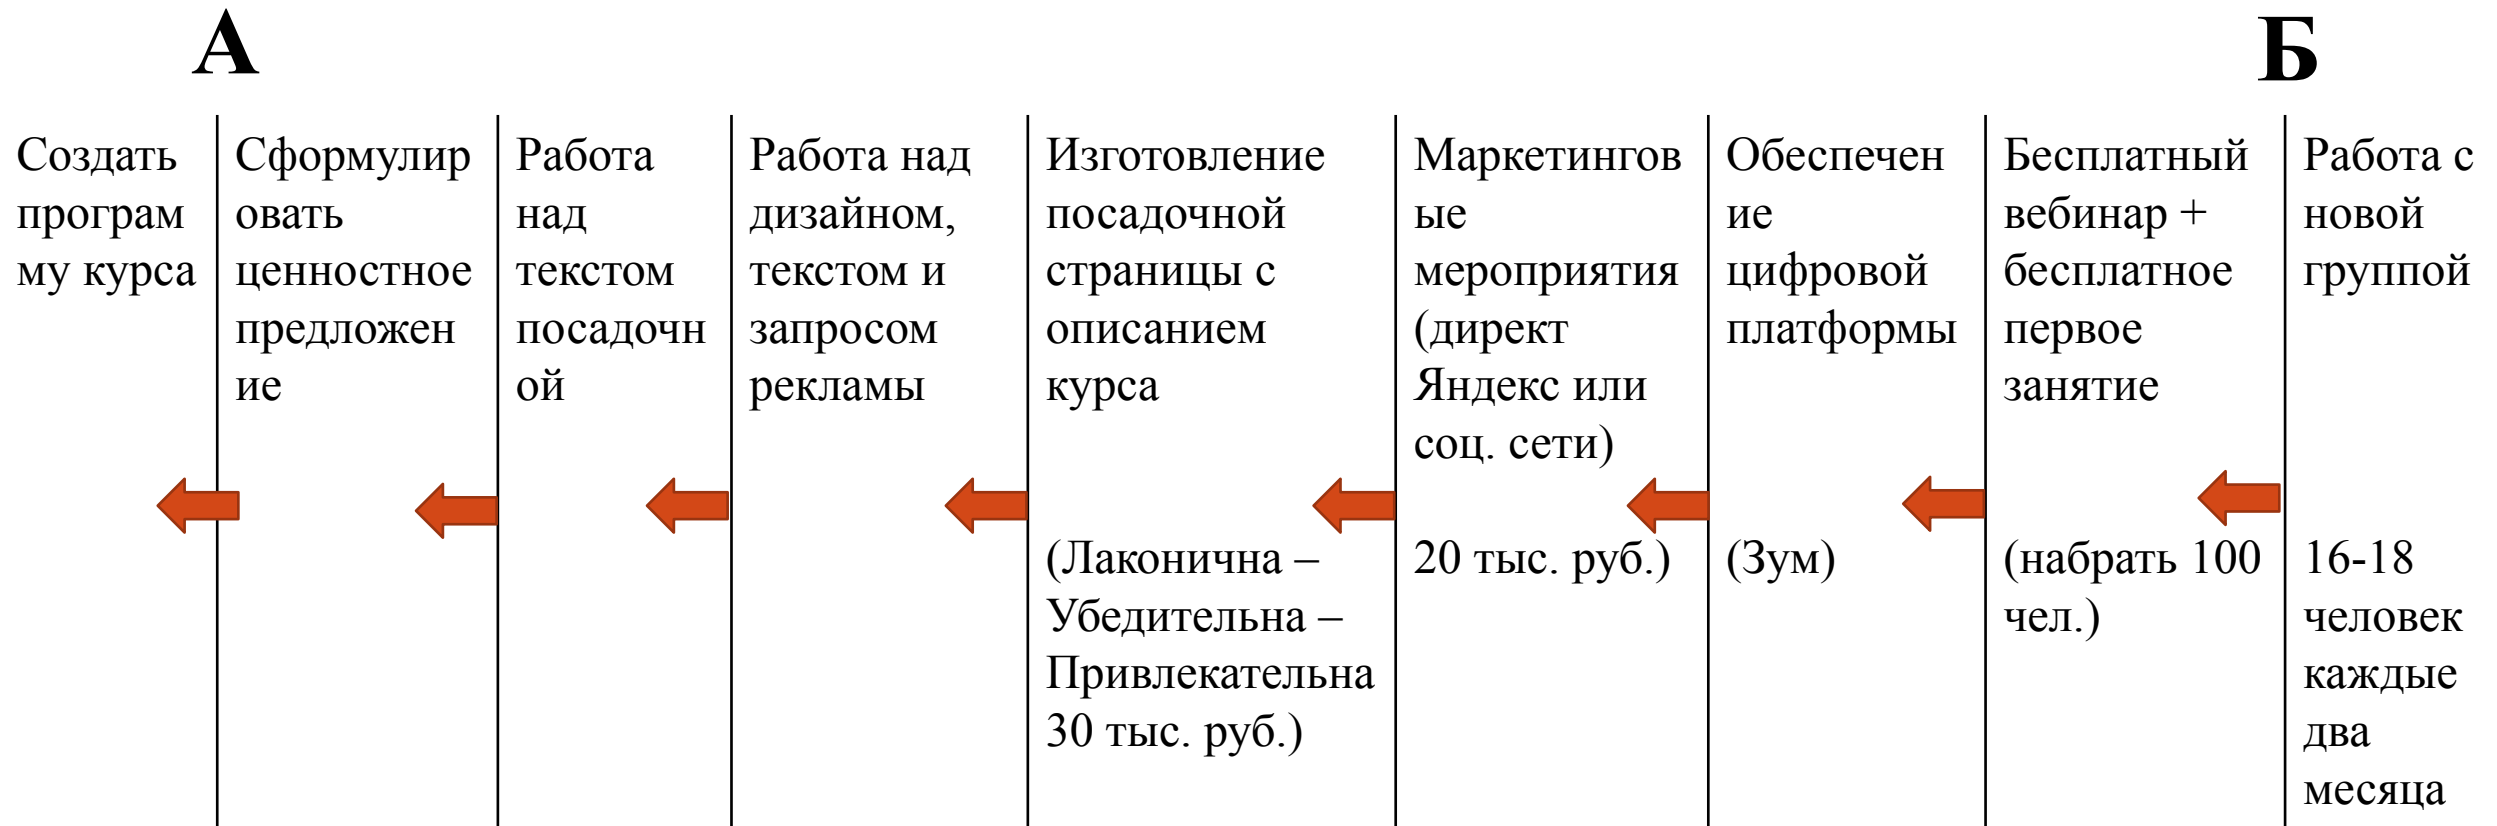 А
Б
Создать
програм
му курса
Сформулир
овать
ценностное
предложен
ие
Работа
над
текстом
посадочн
ой
Работа над
дизайном,
текстом и
запросом
рекламы
Изготовление
посадочной
страницы с
описанием
курса
(Лаконична –
Убедительна –
Привлекательна
30 тыс. руб.)
Маркетингов
ые
мероприятия
(директ
Яндекс или
соц. сети)
20 тыс. руб.)
Обеспечен
ие
цифровой
платформы
(Зум)
Бесплатный
вебинар +
бесплатное
первое
занятие
(набрать 100
чел.)
Работа с
новой
группой
16-18
человек
каждые
два
месяца